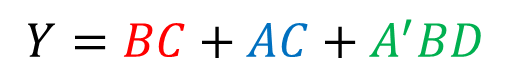 Y = BC + AC + A'BD